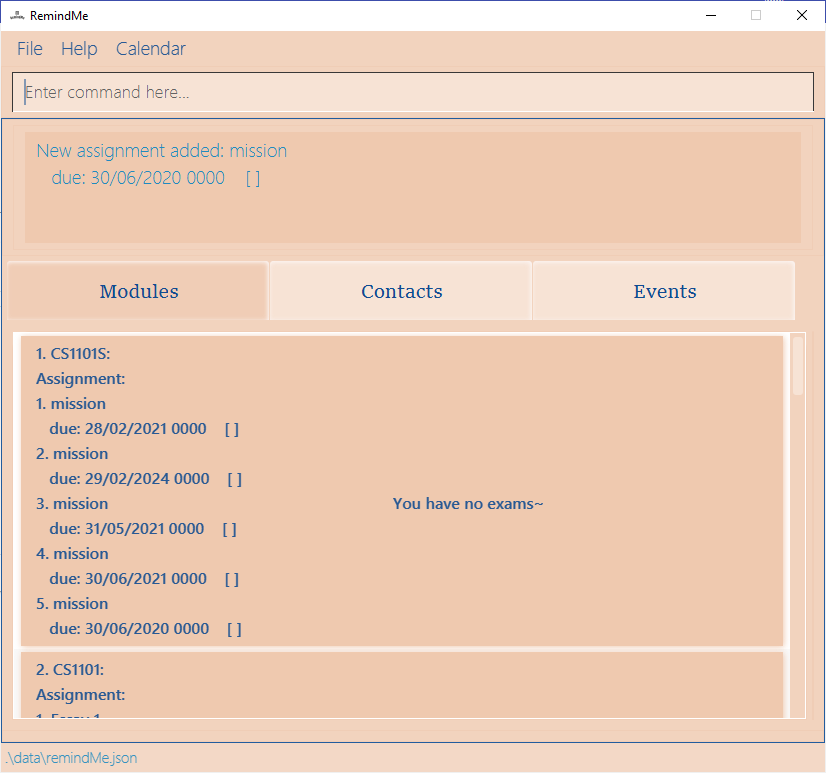 RemindMe
File Help Calendar
Enter command here...
New assignment added: mission
due: 30/06/2020 0000 [ ]
Modules Contacts Events
1. CS1101S:
Assignment:
1. mission
due: 28/02/2021 0000 [ ]
2. mission
due: 29/02/2024 0000 [ ]
3. mission You have no exams~
due: 31/05/2021 0000 [ ]
4. mission
due: 30/06/2021 0000 [ ]
5. mission
due: 30/06/2020 0000 [ ]
2. CS1101:
Assignment:
1. Essay 1
.\data\remindMe.json